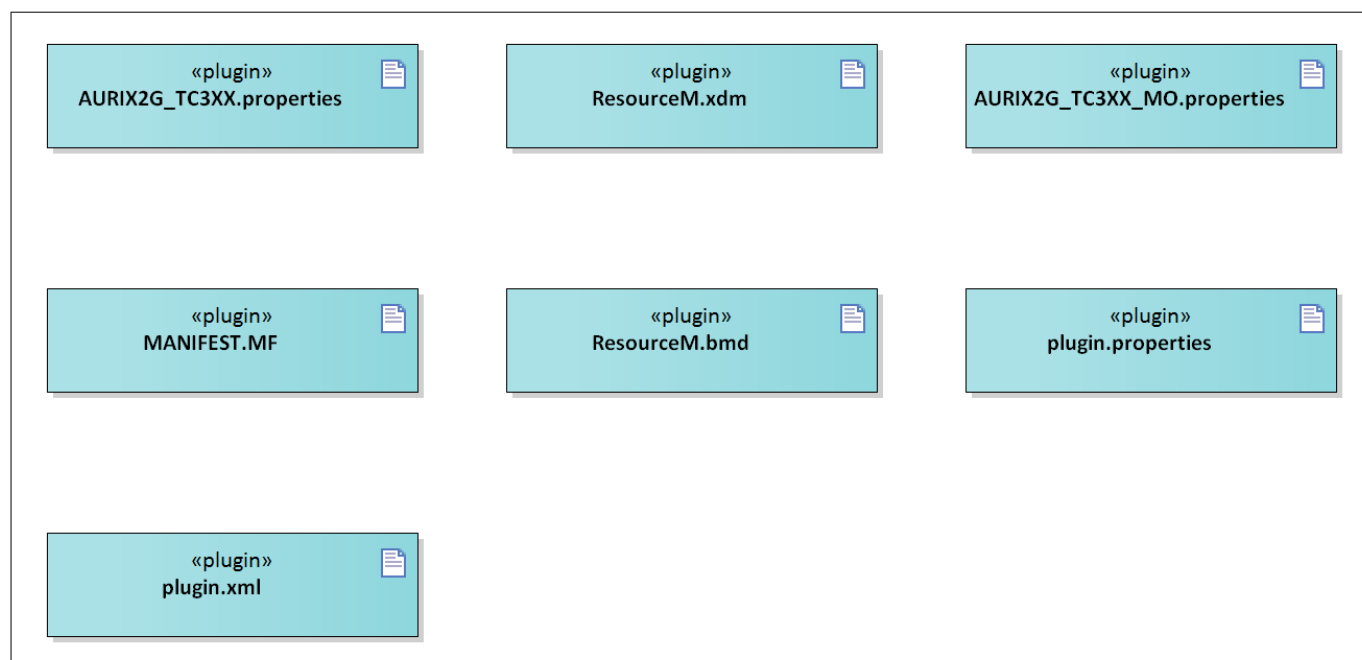 «plugin»
AURIX2G_TC3XX.properties
«plugin»
ResourceM.xdm
«plugin»
AURIX2G_TC3XX_MO.properties
«plugin»
MANIFEST.MF
«plugin»
ResourceM.bmd
«plugin»
plugin.properties
«plugin»
plugin.xml